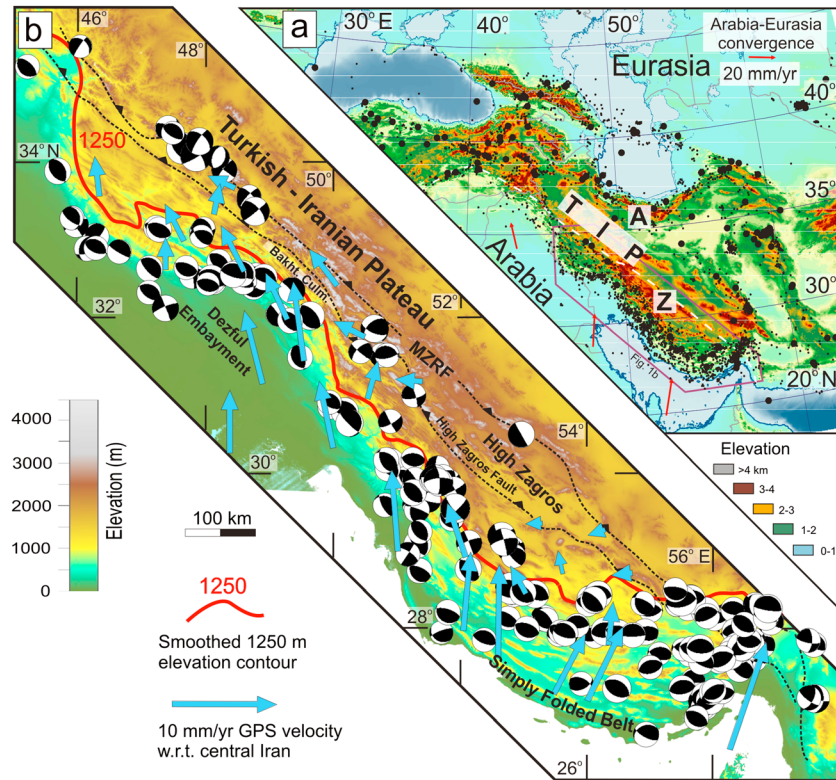 b
46°
48°
1250
34° N
Turkish - Iranian Plateau
50°
Bakht. Culm.
32°
Dezful
Embayment
52°
MZRF
High Zagros
High Zagros Fault
54°
30
56° E
28°
Simply Folded Belt
26°
a
30°E
40°
50°
Arabia-Eurasia
convergence
20 mm/yr
Eurasia
40°
35°
30°
20°N
A
T I P
Z
Arabia
Fig. 1b
Elevation
>4 km
3-4
2-3
1-2
0-1
4000
3000
2000
1000
0
Elevation (m)
100 km
1250
Smoothed 1250 m
elevation contour
10 mm/yr GPS velocity
w.r.t. central Iran